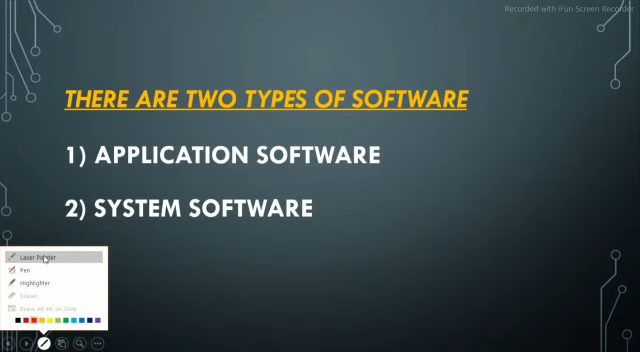 Recorded with iFun Screen Recorder
THERE ARE TWO TYPES OF SOFTWARE
1) APPLICATION SOFTWARE
2) SYSTEM SOFTWARE
Laser Pointer
Pen
Highlighter
Eraser
Erase All Ink on Slide